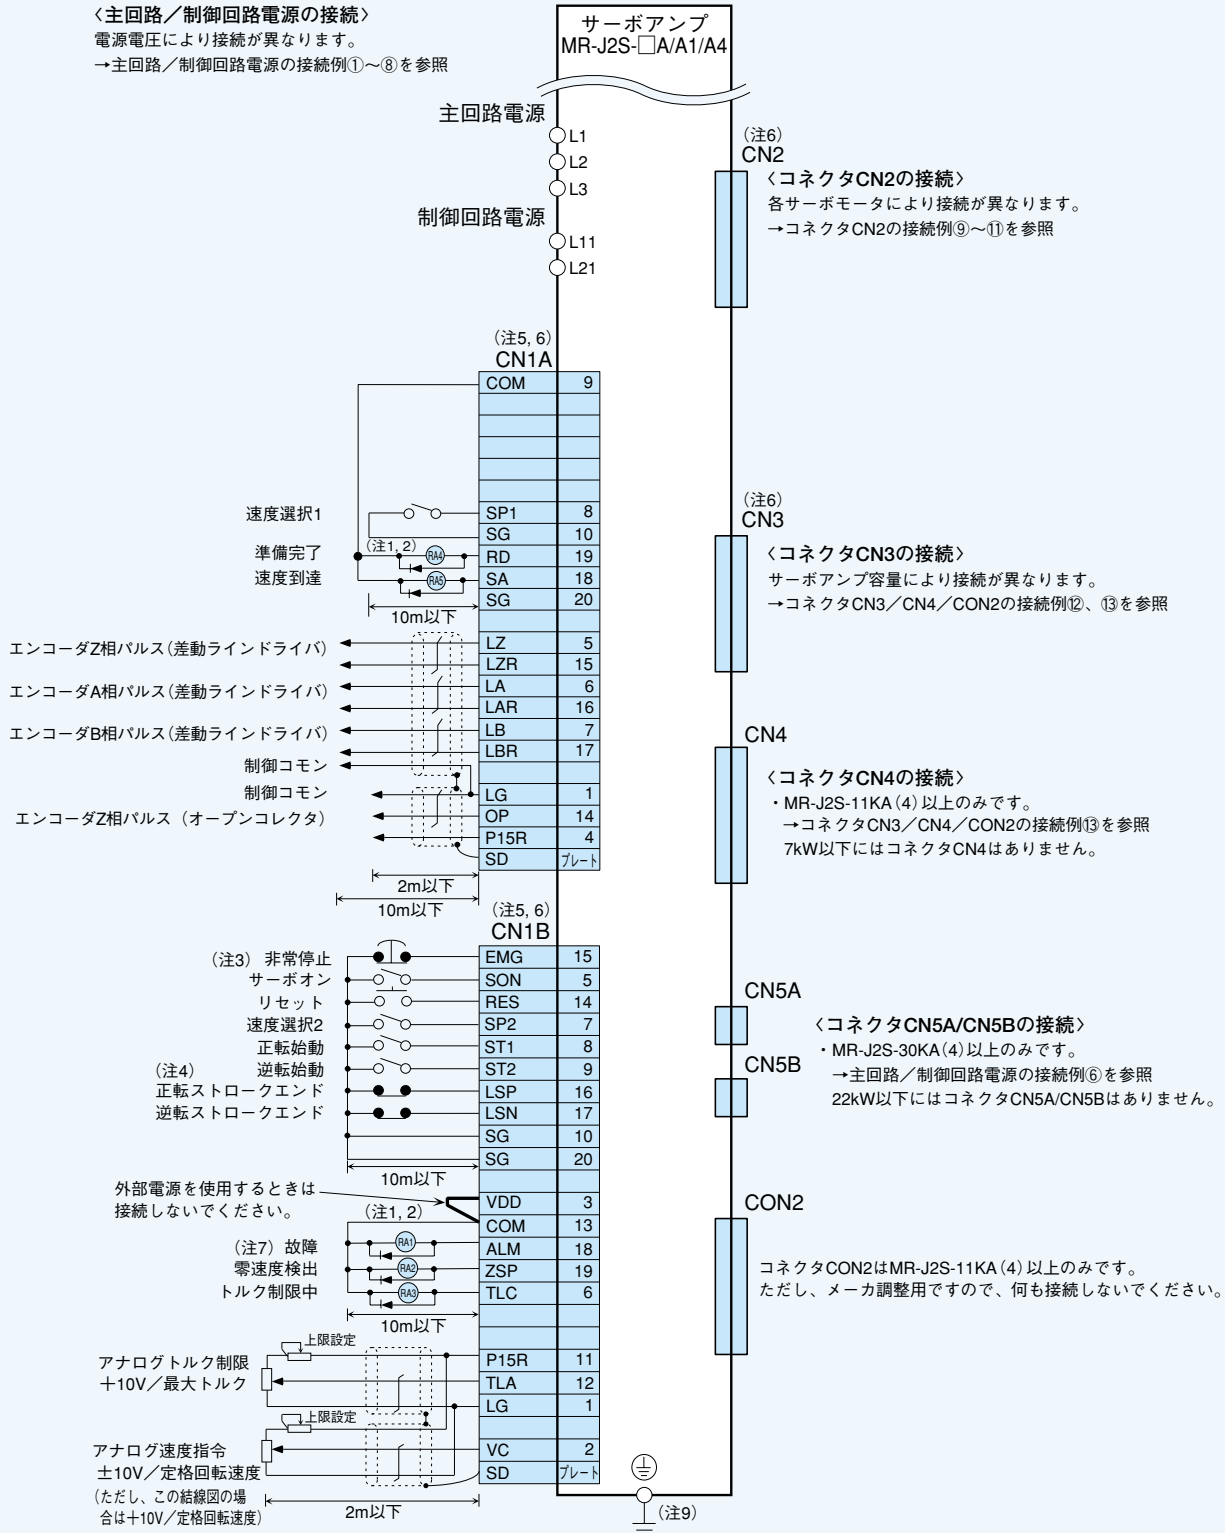 〈主回路／制御回路電源の接続〉
電源電圧により接続が異なります。
→主回路／制御回路電源の接続例①～⑧を参照
サーボアンプ
MR-J2S-□A/A1/A4
主回路電源
L1
L2
L3
制御回路電源
L11
L21
(注6)
CN2
〈コネクタCN2の接続〉
各サーボモータにより接続が異なります。
→コネクタCN2の接続例⑨～⑪を参照
(注5, 6)
CN1A
COM 9
速度選択1 SP1 8
SG 10
準備完了 (注1, 2) RA4 RD 19
速度到達 RA5 SA 18
SG 20
10m以下
エンコーダZ相パルス(差動ラインドライバ) LZ 5
LZR 15
エンコーダA相パルス(差動ラインドライバ) LA 6
LAR 16
エンコーダB相パルス(差動ラインドライバ) LB 7
LBR 17
制御コモン
制御コモン LG 1
エンコーダZ相パルス（オープンコレクタ） OP 14
P15R 4
SD プレート
2m以下
10m以下
(注6)
CN3
〈コネクタCN3の接続〉
サーボアンプ容量により接続が異なります。
→コネクタCN3／CN4／CON2の接続例⑫、⑬を参照
CN4
〈コネクタCN4の接続〉
・MR-J2S-11KA(4)以上のみです。
→コネクタCN3／CN4／CON2の接続例⑬を参照
7kW以下にはコネクタCN4はありません。
(注5, 6)
CN1B
(注3) 非常停止 EMG 15
サーボオン SON 5
リセット RES 14
速度選択2 SP2 7
正転始動 ST1 8
(注4) 逆転始動 ST2 9
正転ストロークエンド LSP 16
逆転ストロークエンド LSN 17
SG 10
SG 20
10m以下
外部電源を使用するときは
接続しないでください。
VDD 3
(注1, 2) COM 13
(注7) 故障 RA1 ALM 18
零速度検出 RA2 ZSP 19
トルク制限中 RA3 TLC 6
10m以下
上限設定
アナログトルク制限 P15R 11
＋10V／最大トルク TLA 12
LG 1
上限設定
アナログ速度指令 VC 2
±10V／定格回転速度 SD プレート
(ただし、この結線図の場
合は＋10V／定格回転速度)
2m以下
CN5A
CN5B
〈コネクタCN5A/CN5Bの接続〉
・MR-J2S-30KA(4)以上のみです。
→主回路／制御回路電源の接続例⑥を参照
22kW以下にはコネクタCN5A/CN5Bはありません。
CON2
コネクタCON2はMR-J2S-11KA(4)以上のみです。
ただし、メーカ調整用ですので、何も接続しないでください。
(注9)